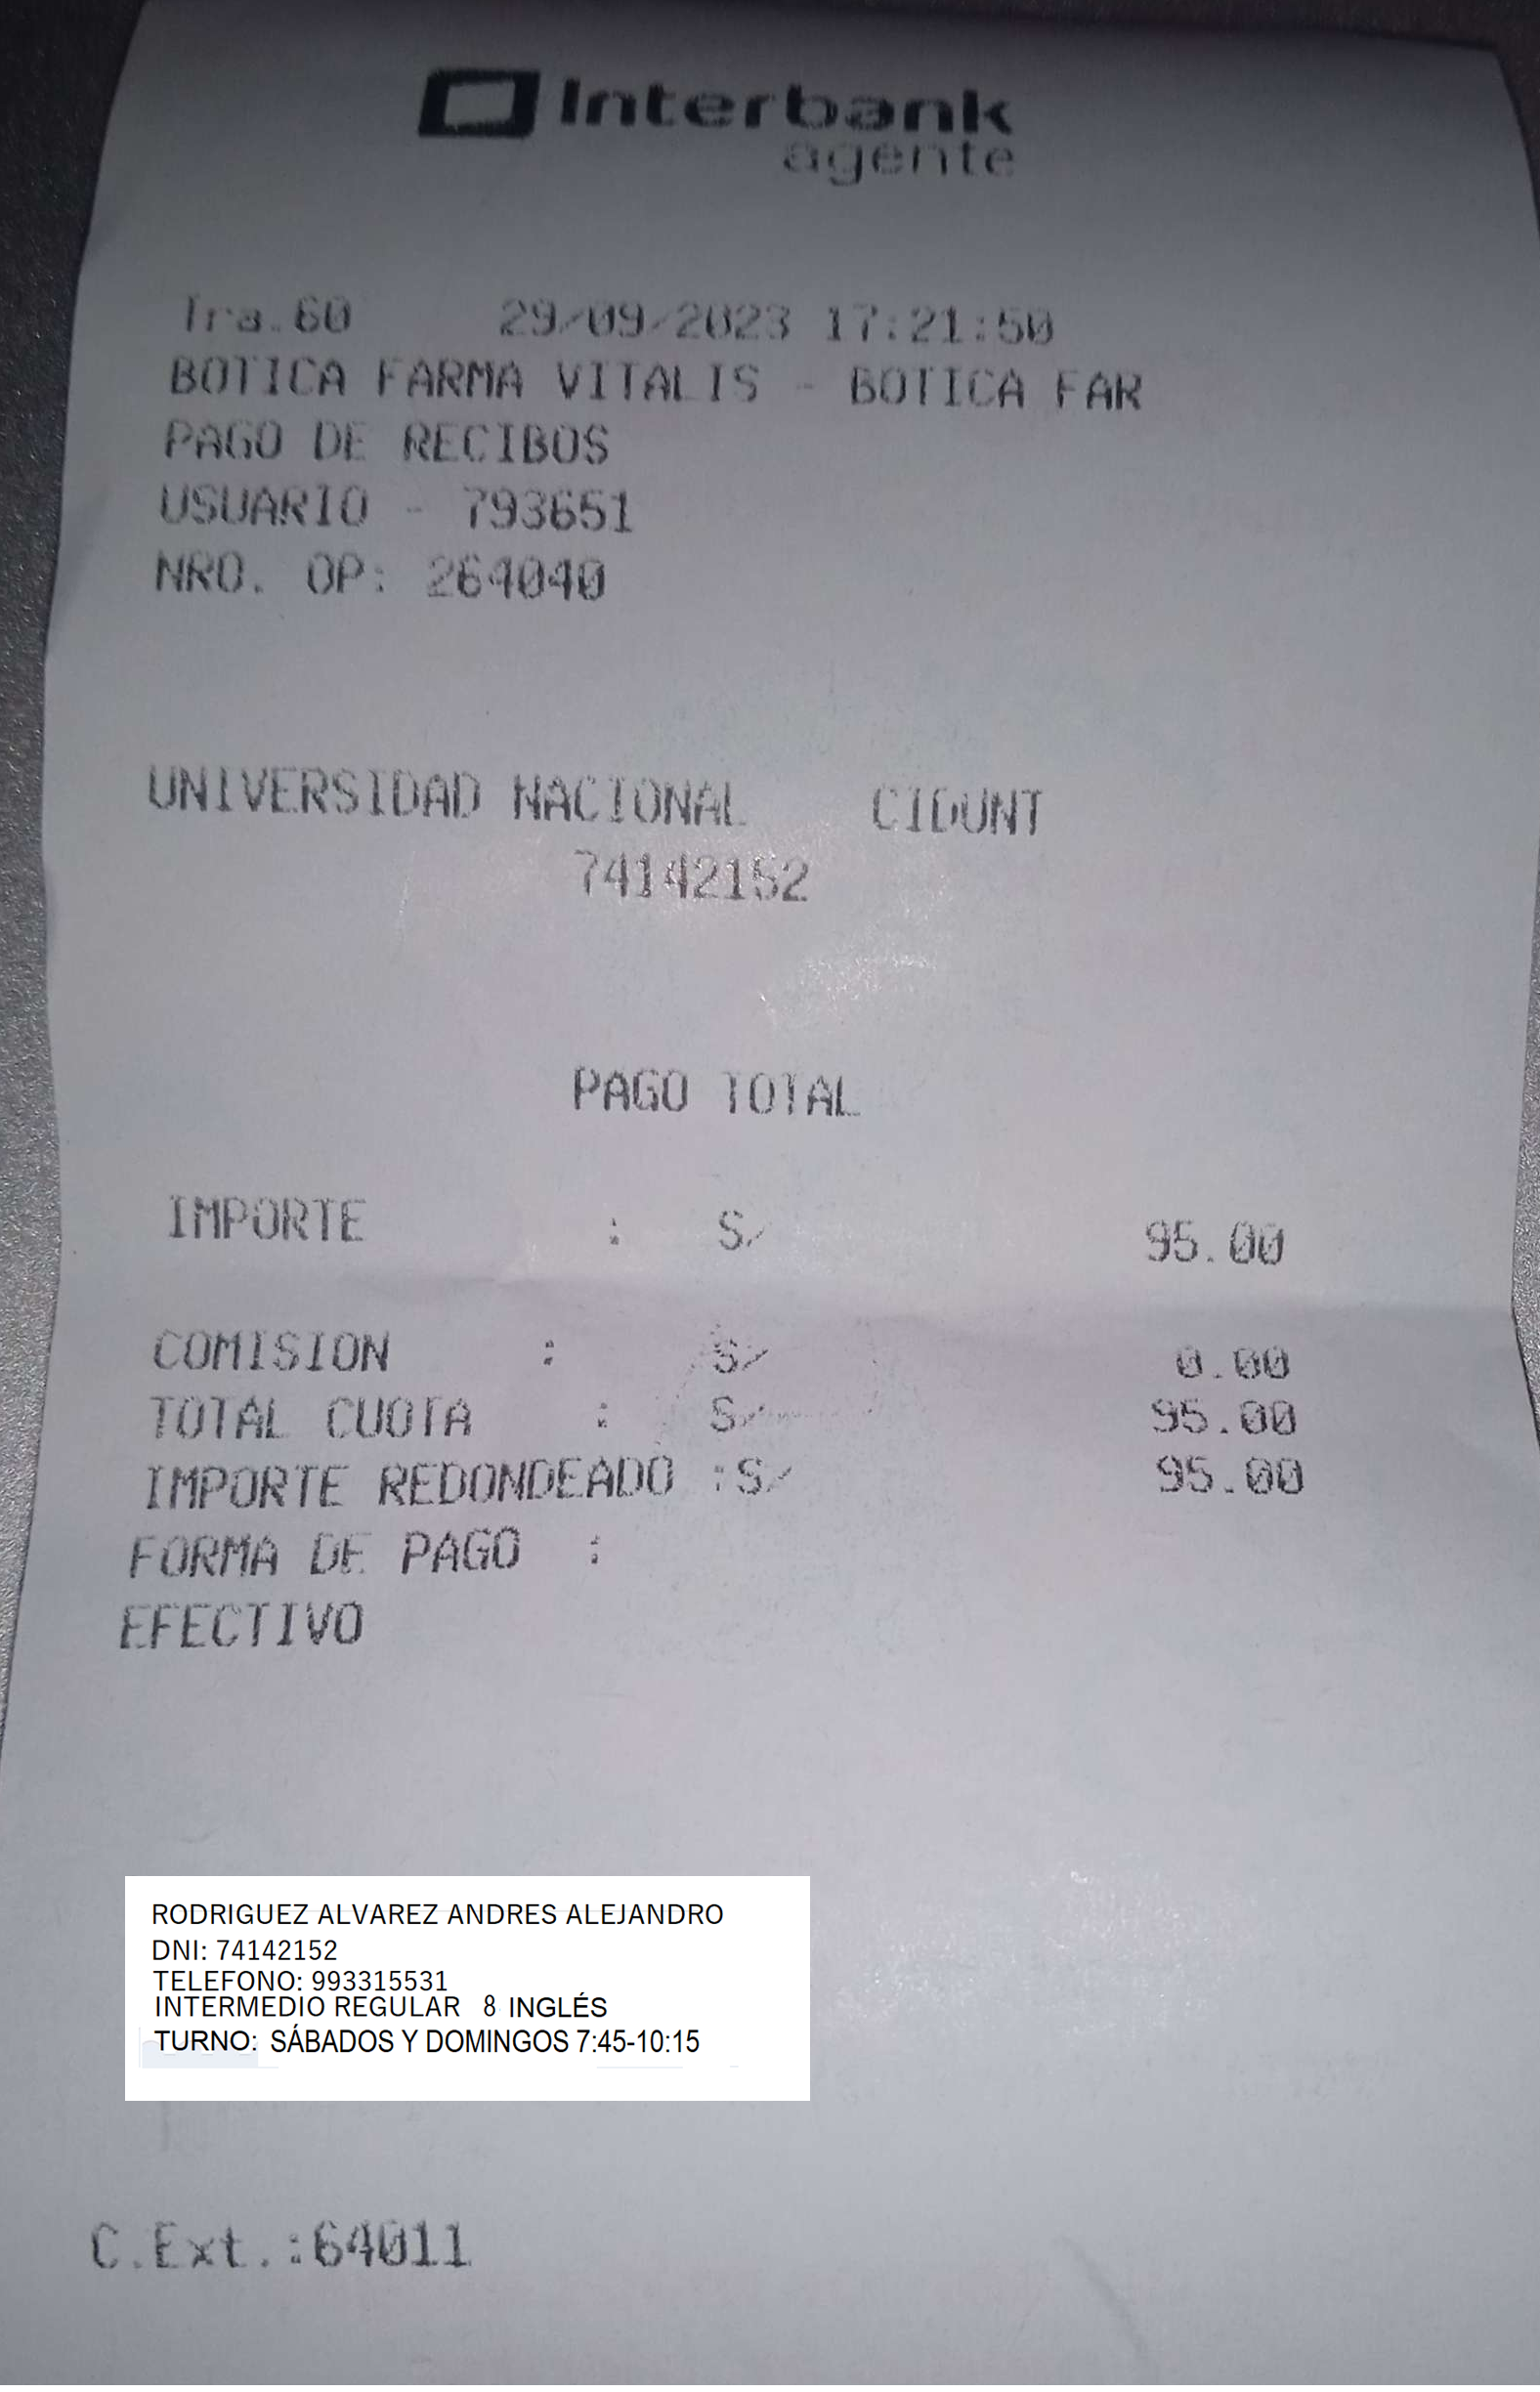 Interbank
agente
Tra.60 29/09/2023 17:21:50
BOTICA FARMA VITALIS - BOTICA FAR
PAGO DE RECIBOS
USUARIO - 793651
NRO. OP: 264040
UNIVERSIDAD NACIONAL CIDUNT
74142152
PAGO TOTAL
IMPORTE : S/ 95.00
COMISION : S/ 0.00
TOTAL CUOTA : S/ 95.00
IMPORTE REDONDEADO :S/ 95.00
FORMA DE PAGO :
EFECTIVO
RODRIGUEZ ALVAREZ ANDRES ALEJANDRO
DNI: 74142152
TELEFONO: 993315531
INTERMEDIO REGULAR 8 INGLÉS
TURNO: SÁBADOS Y DOMINGOS 7:45-10:15
C.Ext.:64011